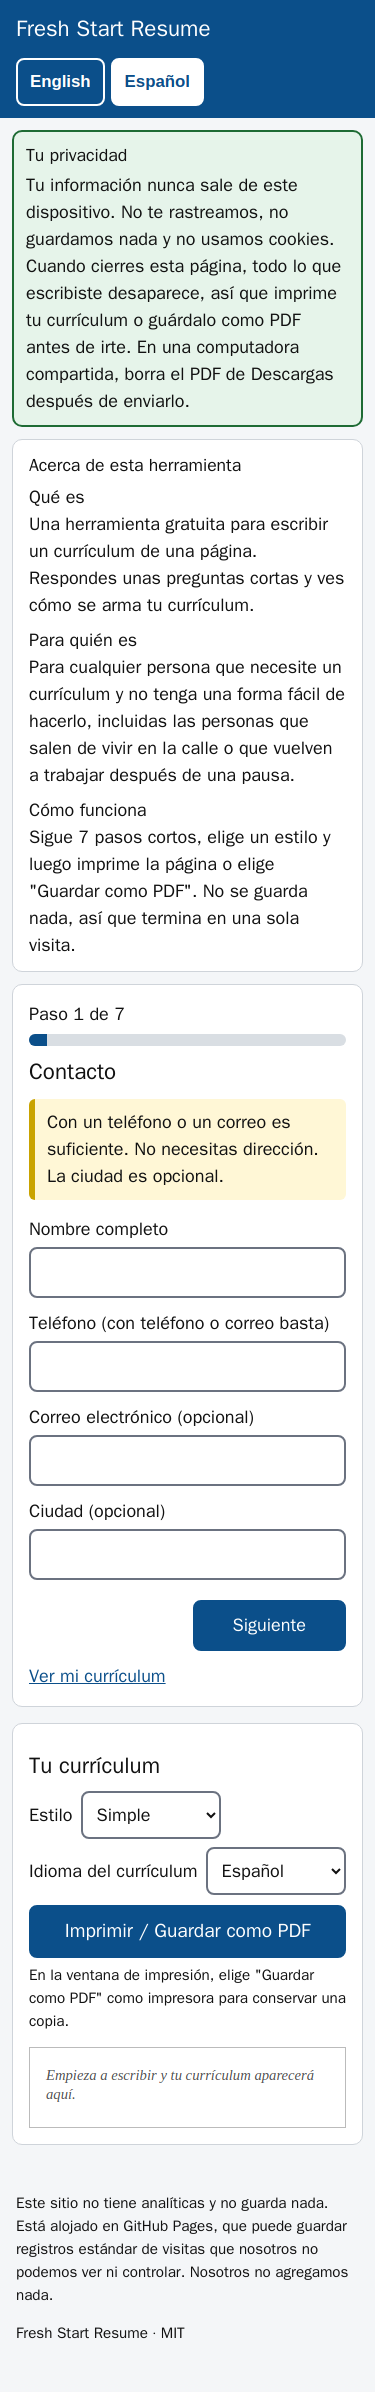 Fresh Start Resume
English
Español
Tu privacidad
Tu información nunca sale de este
dispositivo. No te rastreamos, no
guardamos nada y no usamos cookies.
Cuando cierres esta página, todo lo que
escribiste desaparece, así que imprime
tu currículum o guárdalo como PDF
antes de irte. En una computadora
compartida, borra el PDF de Descargas
después de enviarlo.
Acerca de esta herramienta
Qué es
Una herramienta gratuita para escribir
un currículum de una página.
Respondes unas preguntas cortas y ves
cómo se arma tu currículum.
Para quién es
Para cualquier persona que necesite un
currículum y no tenga una forma fácil de
hacerlo, incluidas las personas que
salen de vivir en la calle o que vuelven
a trabajar después de una pausa.
Cómo funciona
Sigue 7 pasos cortos, elige un estilo y
luego imprime la página o elige
"Guardar como PDF". No se guarda
nada, así que termina en una sola
visita.
Paso 1 de 7
Contacto
Con un teléfono o un correo es
suficiente. No necesitas dirección.
La ciudad es opcional.
Nombre completo
Teléfono (con teléfono o correo basta)
Correo electrónico (opcional)
Ciudad (opcional)
Siguiente
Ver mi currículum
Tu currículum
Estilo Simple
Idioma del currículum Español
Imprimir / Guardar como PDF
En la ventana de impresión, elige "Guardar
como PDF" como impresora para conservar una
copia.
Empieza a escribir y tu currículum aparecerá
aquí.
Este sitio no tiene analíticas y no guarda nada.
Está alojado en GitHub Pages, que puede guardar
registros estándar de visitas que nosotros no
podemos ver ni controlar. Nosotros no agregamos
nada.
Fresh Start Resume · MIT